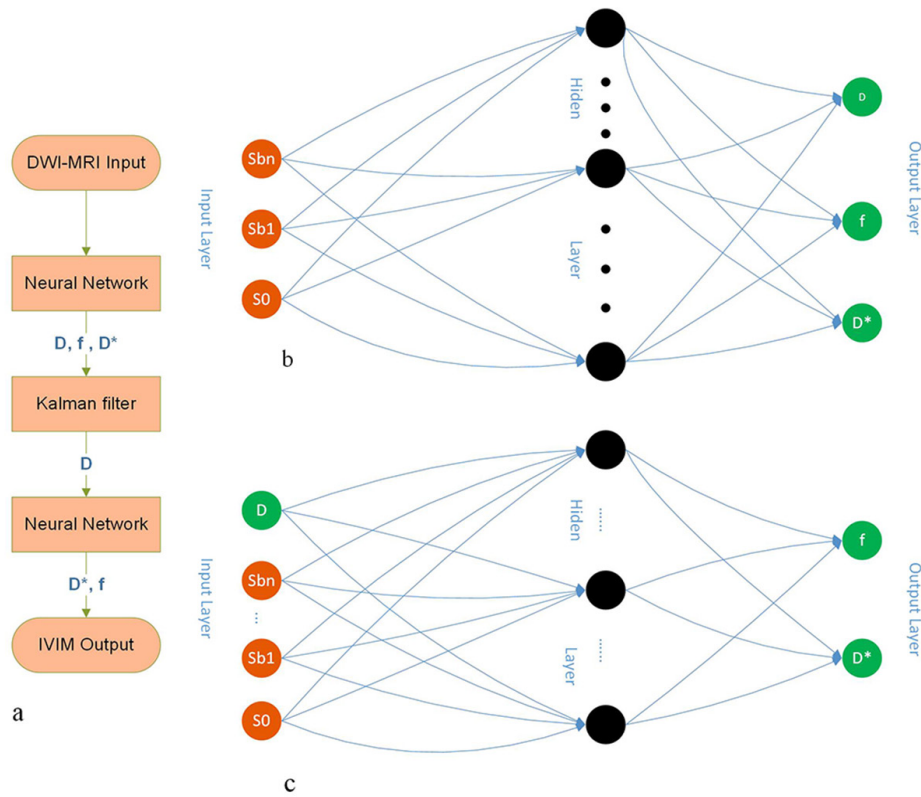 DWI-MRI Input
Neural Network
D, f , D*
Kalman filter
D
Neural Network
D*, f
IVIM Output
a
Input Layer
Sbn
Sb1
S0
Hiden
Layer
D
f
D*
Output Layer
b
Input Layer
D
Sbn
...
Sb1
S0
Hiden
......
......
Layer
f
D*
Output Layer
c